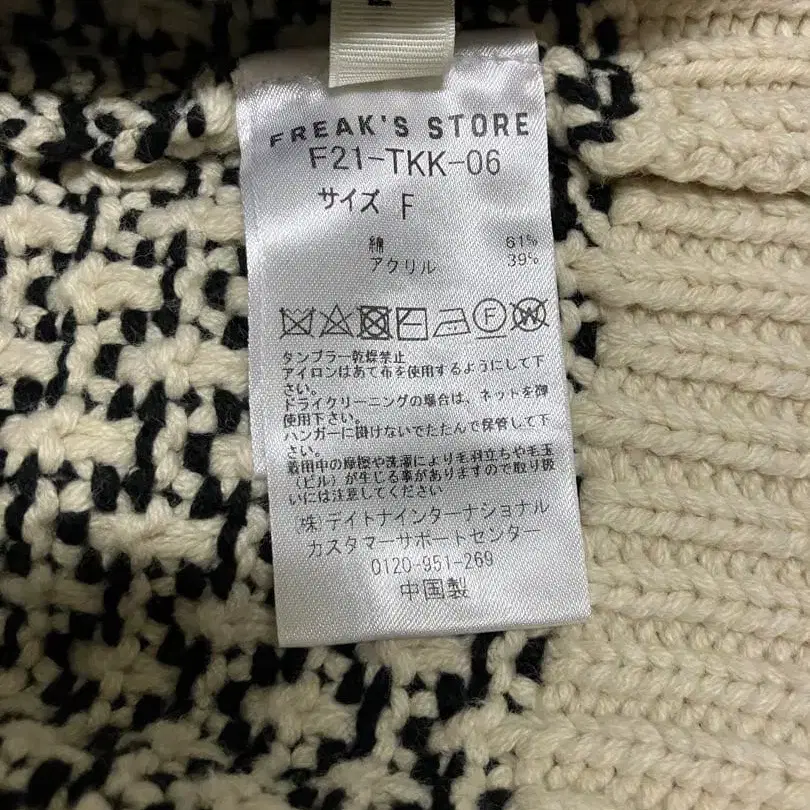 FREAK'S STORE
F21-TKK-06
サイズ F
綿 61%
アクリル 39%
F W
タンブラー乾燥禁止
アイロンはあて布を使用するようにして下
さい。
ドライクリーニングの場合は、ネットを御
使用下さい。
ハンガーに掛けないでたたんで保管して下
さい。
着用中の摩擦や洗濯により毛羽立ちや毛玉
(ピル)が生じる事がありますので取り扱
いには注意してください
(株)デイトナインターナショナル
カスタマーサポートセンター
0120-951-269
中国製